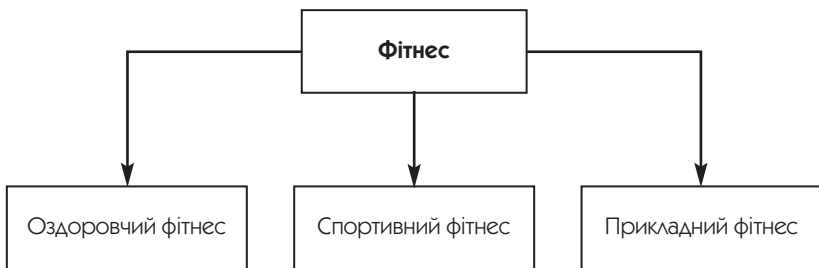 Фітнес
Оздоровчий фітнес
Спортивний фітнес
Прикладний фітнес